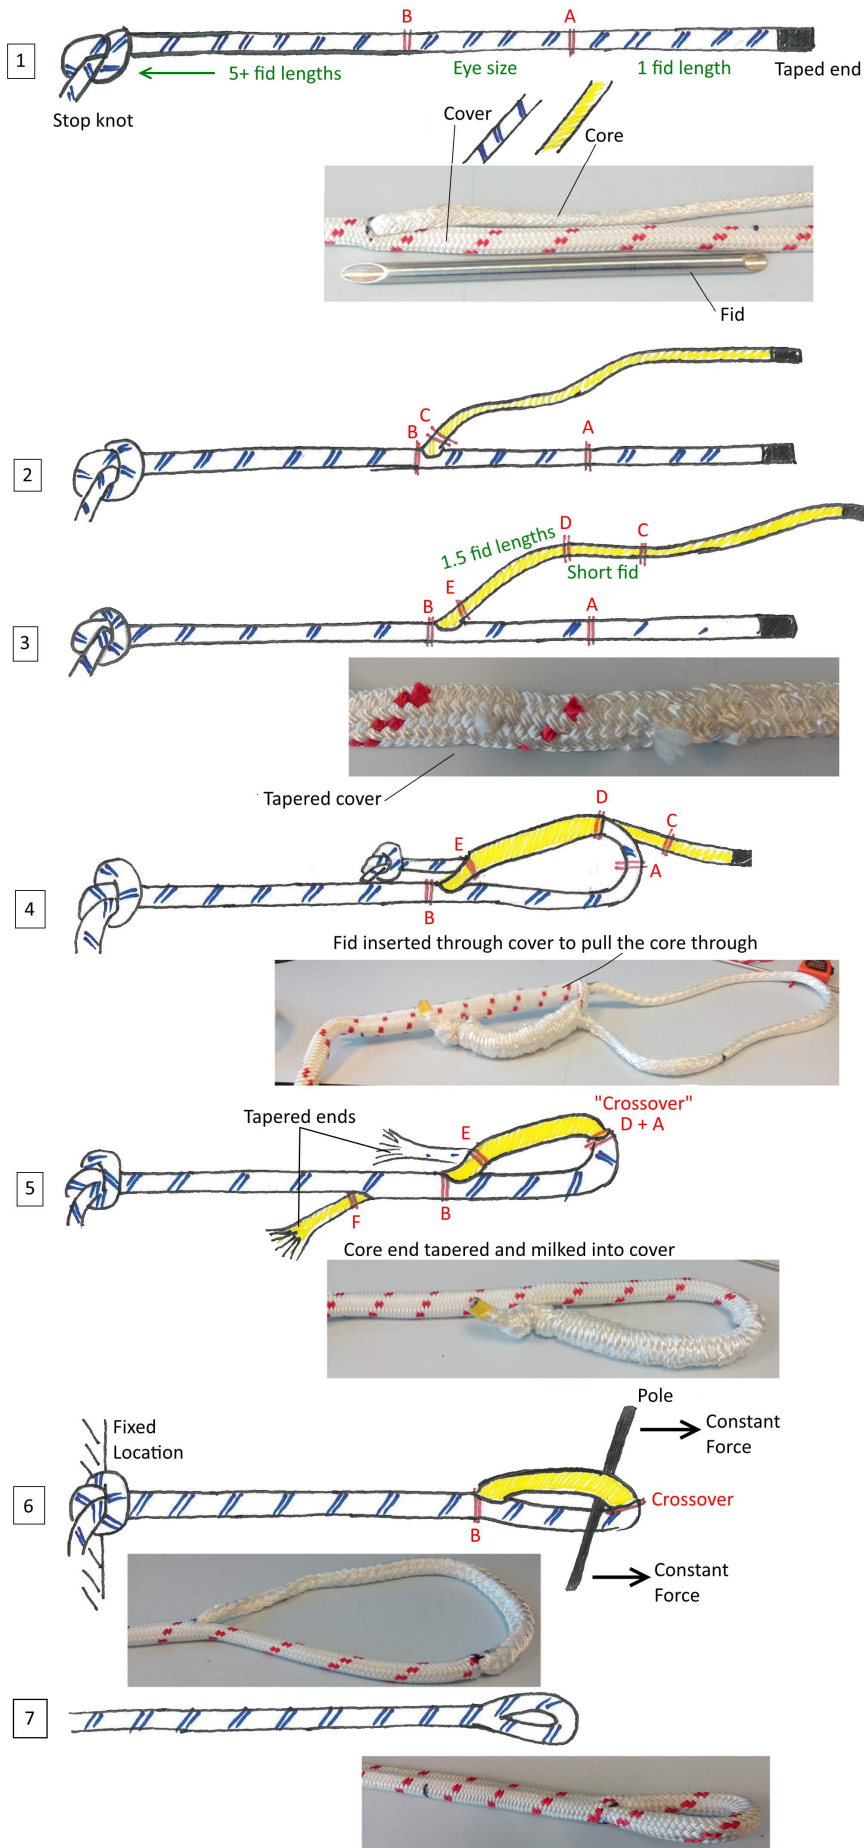 B
A
1
5+ fid lengths
Eye size
1 fid length
Taped end
Stop knot
Cover
Core
Fid
C
B
A
2
D
C
1.5 fid lengths
Short fid
E
B
A
3
Tapered cover
D
C
E
A
4
B
Fid inserted through cover to pull the core through
"Crossover"
D + A
Tapered ends
E
5
B
F
Core end tapered and milked into cover
Pole
Fixed
Location
Constant
Force
6
Crossover
B
Constant
Force
7